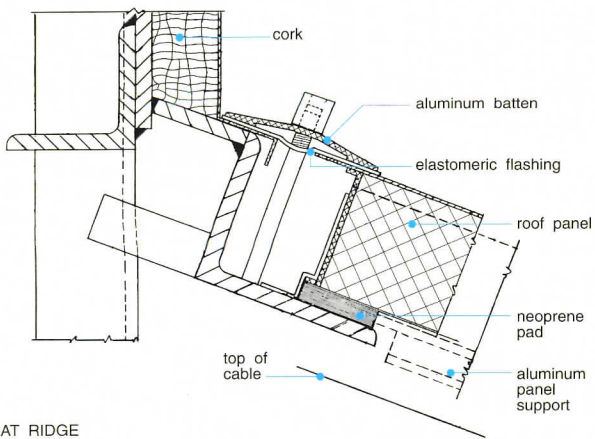 cork
aluminum batten
elastomeric flashing
roof panel
neoprene
pad
top of
cable
aluminum
panel
support
AT RIDGE